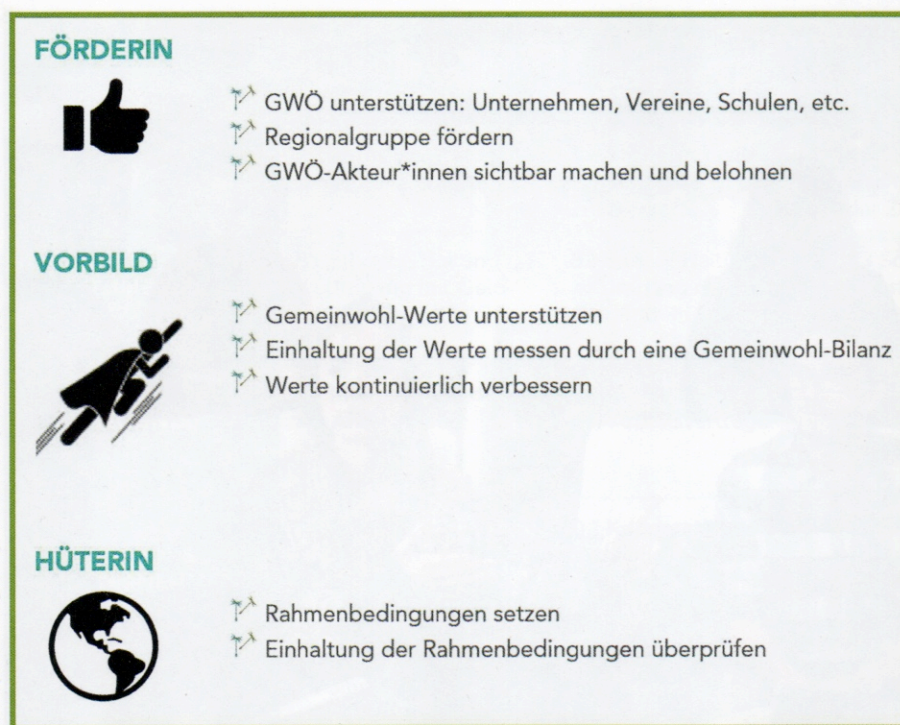 FÖRDERIN
GWÖ unterstützen: Unternehmen, Vereine, Schulen, etc.
Regionalgruppe fördern
GWÖ-Akteur*innen sichtbar machen und belohnen
VORBILD
Gemeinwohl-Werte unterstützen
Einhaltung der Werte messen durch eine Gemeinwohl-Bilanz
Werte kontinuierlich verbessern
HÜTERIN
Rahmenbedingungen setzen
Einhaltung der Rahmenbedingungen überprüfen